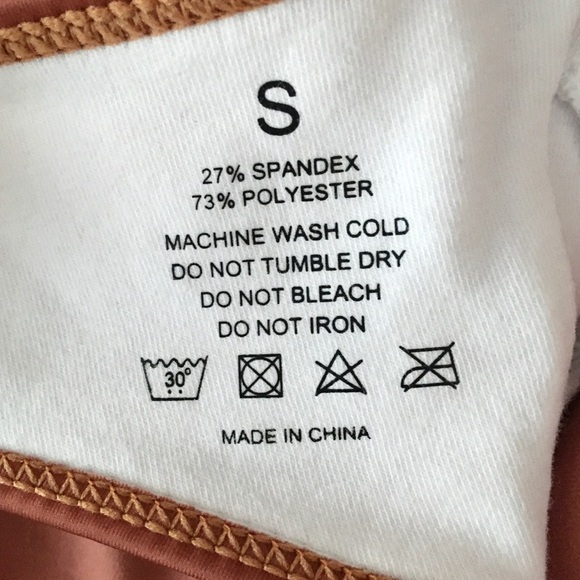 S
27% SPANDEX
73% POLYESTER
MACHINE WASH COLD
DO NOT TUMBLE DRY
DO NOT BLEACH
DO NOT IRON
30°
MADE IN CHINA